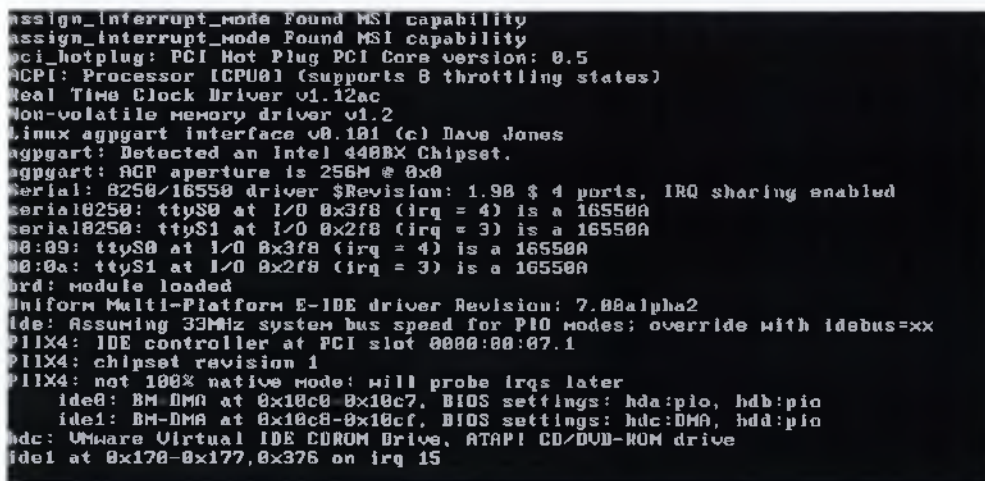 assign_interrupt_mode Found MSI capability
assign_interrupt_mode Found MSI capability
pci_hotplug: PCI Hot Plug PCI Core version: 0.5
ACPI: Processor [CPU0] (supports 8 throttling states)
Real Time Clock Driver v1.12ac
Non-volatile memory driver v1.2
Linux agpgart interface v0.101 (c) Dave Jones
agpgart: Detected an Intel 440BX Chipset.
agpgart: AGP aperture is 256M @ 0x0
Serial: 8250/16550 driver $Revision: 1.90 $ 4 ports, IRQ sharing enabled
serial8250: ttyS0 at I/O 0x3f8 (irq = 4) is a 16550A
serial8250: ttyS1 at I/O 0x2f8 (irq = 3) is a 16550A
00:09: ttyS0 at I/O 0x3f8 (irq = 4) is a 16550A
00:0a: ttyS1 at I/O 0x2f8 (irq = 3) is a 16550A
brd: module loaded
Uniform Multi-Platform E-IDE driver Revision: 7.00alpha2
ide: Assuming 33MHz system bus speed for PIO modes; override with idebus=xx
PIIX4: IDE controller at PCI slot 0000:00:07.1
PIIX4: chipset revision 1
PIIX4: not 100% native mode: will probe irqs later
ide0: BM-DMA at 0x10c0-0x10c7, BIOS settings: hda:pio, hdb:pio
ide1: BM-DMA at 0x10c8-0x10cf, BIOS settings: hdc:DMA, hdd:pio
hdc: VMware Virtual IDE CDROM Drive, ATAPI CD/DVD-ROM drive
ide1 at 0x170-0x177,0x376 on irq 15